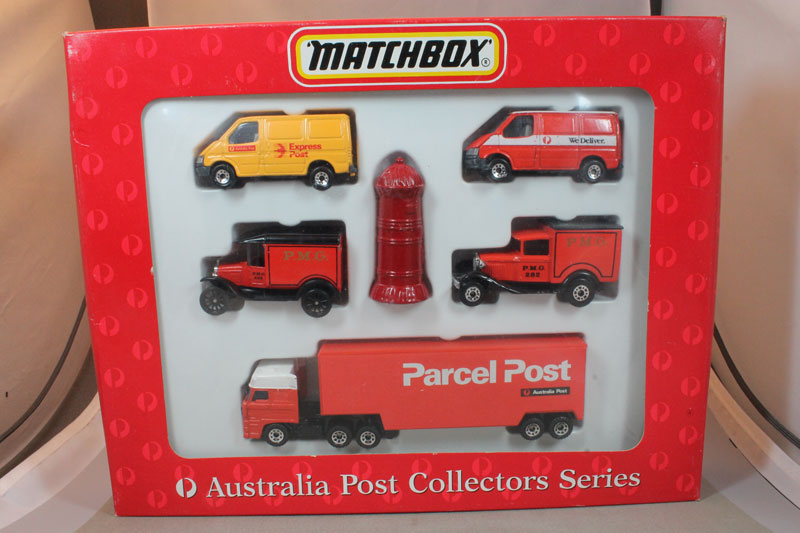 MATCHBOX®
Express
Post
We Deliver.
P.M.G.
P.M.G.
P.M.G.
P.M.G.
282
Parcel Post
Australia Post
Australia Post Collectors Series